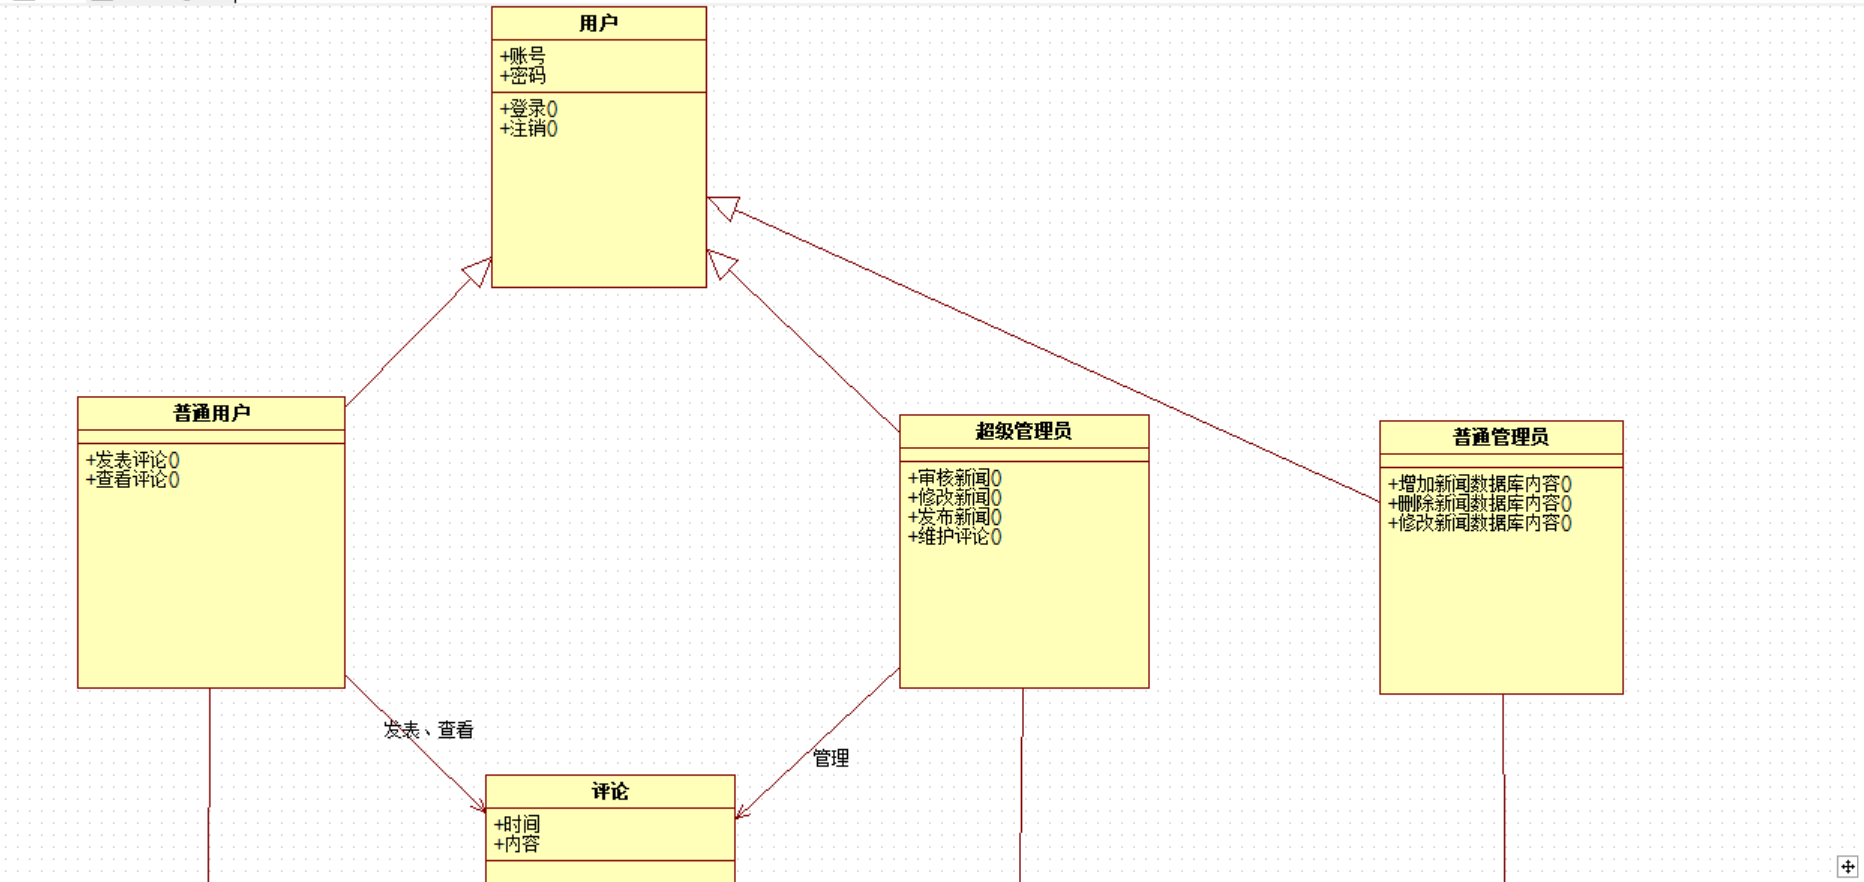 用户
+账号
+密码
+登录()
+注销()
普通用户
+发表评论()
+查看评论()
超级管理员
+审核新闻()
+修改新闻()
+发布新闻()
+维护评论()
普通管理员
+增加新闻数据库内容()
+删除新闻数据库内容()
+修改新闻数据库内容()
发表、查看
管理
评论
+时间
+内容